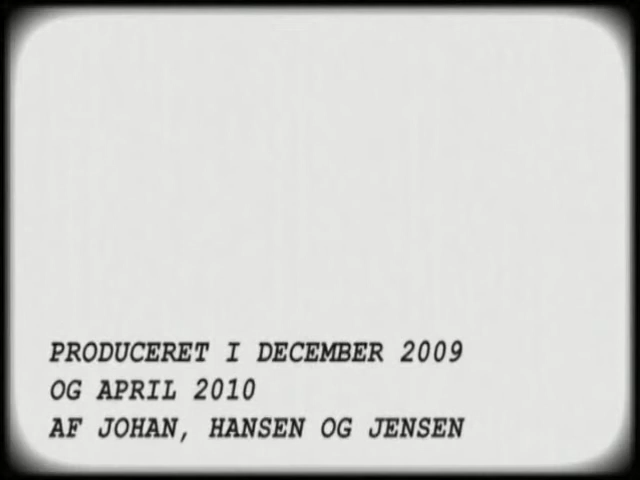 PRODUCERET I DECEMBER 2009
OG APRIL 2010
AF JOHAN, HANSEN OG JENSEN